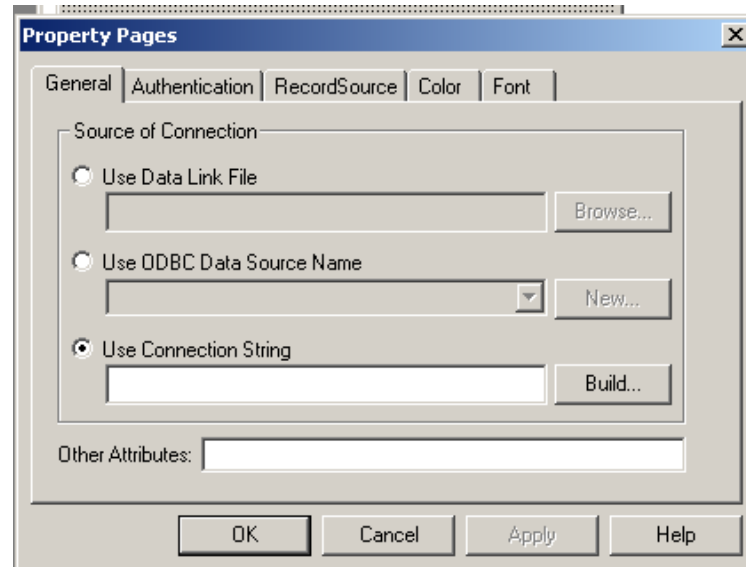 Property Pages
General Authentication RecordSource Color Font
Source of Connection
Use Data Link File
Browse...
Use ODBC Data Source Name
New...
Use Connection String
Build...
Other Attributes:
OK Cancel Apply Help